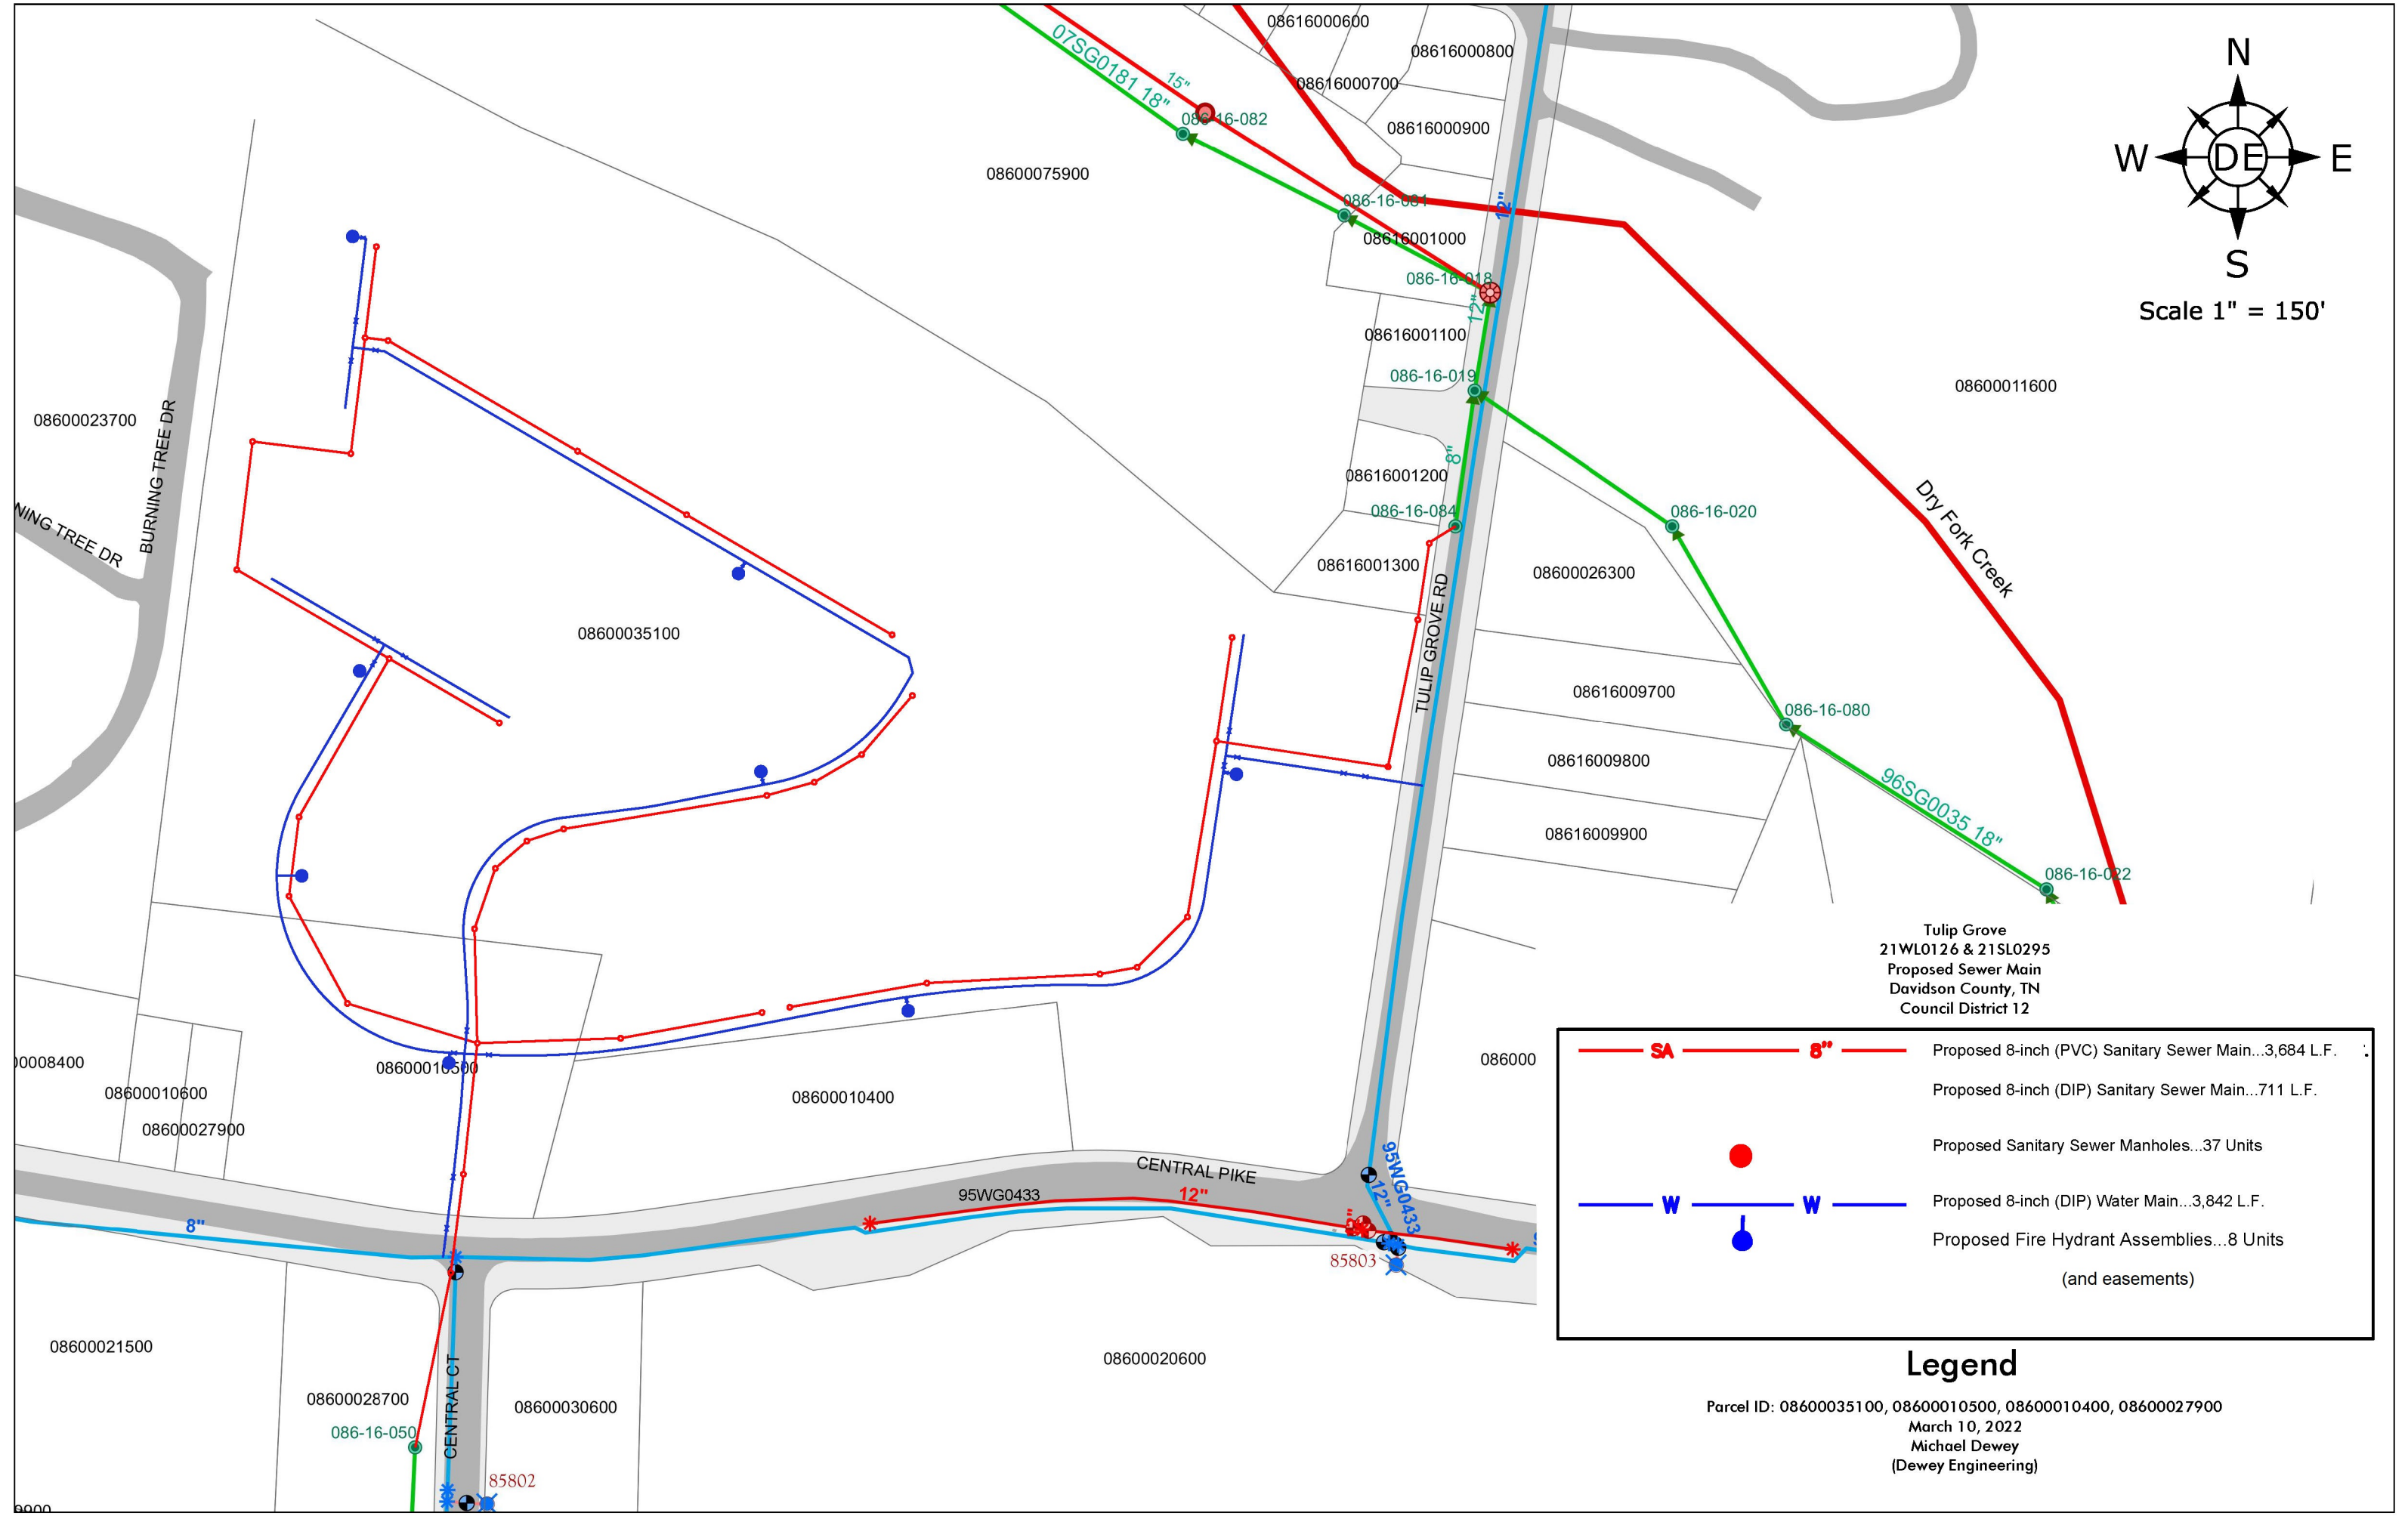 08616000600
08616000800
07SG0181 18"
15"
08616000700
N
086-16-082
08616000900
W
DE
E
08600075900
12"
086-16-081
08616001000
S
086-16-018
12"
Scale 1" = 150'
08616001100
086-16-019
08600011600
08600023700
BURNING TREE DR
8"
08616001200
Dry Fork Creek
086-16-084
086-16-020
NING TREE DR
08616001300
08600026300
TULIP GROVE RD
08600035100
08616009700
086-16-080
08616009800
96SG0035 18"
08616009900
086-16-022
Tulip Grove
21WL0126 & 21SL0295
Proposed Sewer Main
Davidson County, TN
Council District 12
SA 8" Proposed 8-inch (PVC) Sanitary Sewer Main...3,684 L.F.
Proposed 8-inch (DIP) Sanitary Sewer Main...711 L.F.
Proposed Sanitary Sewer Manholes...37 Units
W W Proposed 8-inch (DIP) Water Main...3,842 L.F.
Proposed Fire Hydrant Assemblies...8 Units
(and easements)
086000
0008400
08600010500
08600010600
08600010400
08600027900
CENTRAL PIKE
95WG0433
12"
95WG0433
12"
8"
85803
08600021500
08600020600
Legend
08600028700
CENTRAL CT
08600030600
Parcel ID: 08600035100, 08600010500, 08600010400, 08600027900
March 10, 2022
Michael Dewey
(Dewey Engineering)
086-16-050
85802
9900